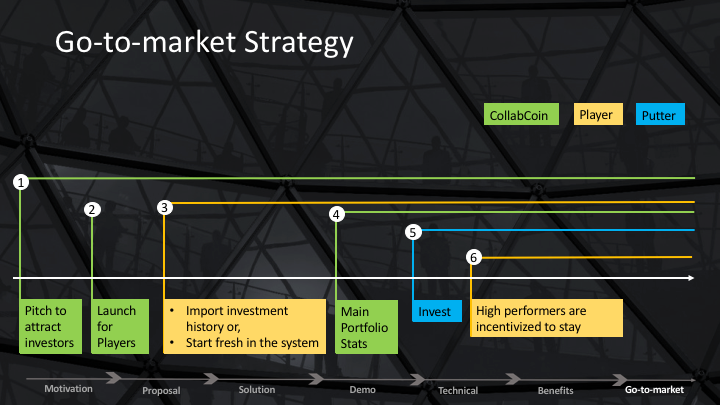 Go-to-market Strategy
CollabCoin
Player
Putter
1
2
3
4
5
6
Pitch to
attract
investors
Launch
for
Players
• Import investment
history or,
• Start fresh in the system
Main
Portfolio
Stats
Invest
High performers are
incentivized to stay
Motivation
Proposal
Solution
Demo
Technical
Benefits
Go-to-market